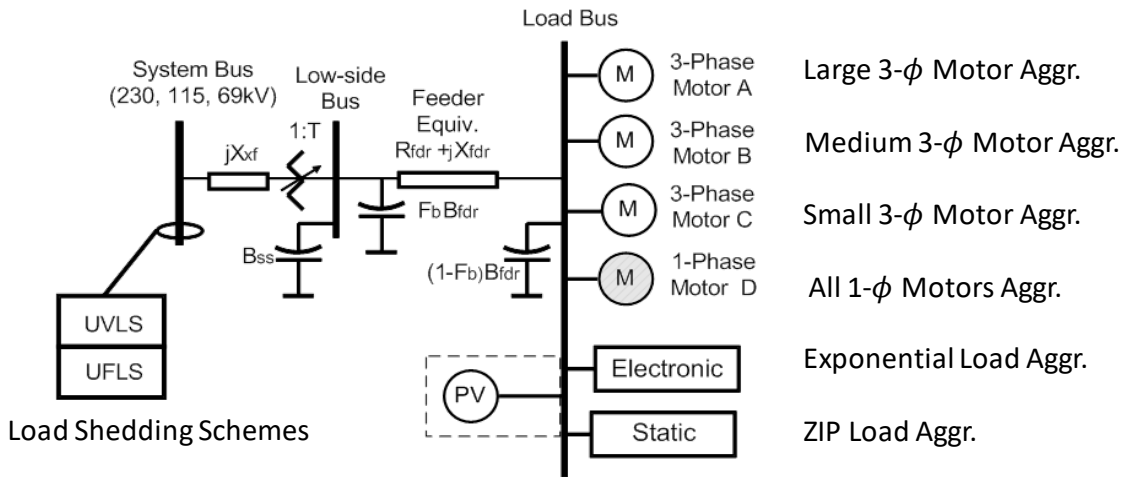 Load Bus
System Bus
(230, 115, 69kV)
Low-side
Bus
1:T
Feeder
Equiv.
Rfdr +jXfdr
jXxf
FbBfdr
Bss
(1-Fb)Bfdr
UVLS
UFLS
Load Shedding Schemes
M
3-Phase
Motor A
Large 3-ϕ Motor Aggr.
M
3-Phase
Motor B
Medium 3-ϕ Motor Aggr.
M
3-Phase
Motor C
Small 3-ϕ Motor Aggr.
M
1-Phase
Motor D
All 1-ϕ Motors Aggr.
PV
Electronic
Exponential Load Aggr.
Static
ZIP Load Aggr.